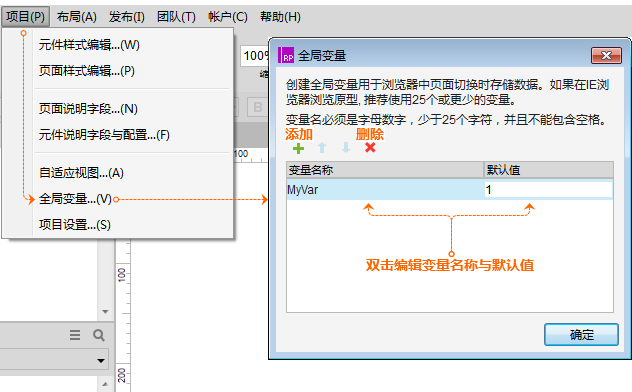 项目(P) 布局(A) 发布(I) 团队(T) 帐户(C) 帮助(H)
元件样式编辑...(W)
页面样式编辑...(P)
页面说明字段...(N)
元件说明字段与配置...(F)
自适应视图...(A)
全局变量...(V)
项目设置...(S)
100%
B
100
100
200
RP 全局变量
创建全局变量用于浏览器中页面切换时存储数据。如果在IE浏
览器浏览原型, 推荐使用25个或更少的变量。
变量名必须是字母数字，少于25个字符，并且不能包含空格。
添加 删除
变量名称 默认值
MyVar 1
双击编辑变量名称与默认值
确定